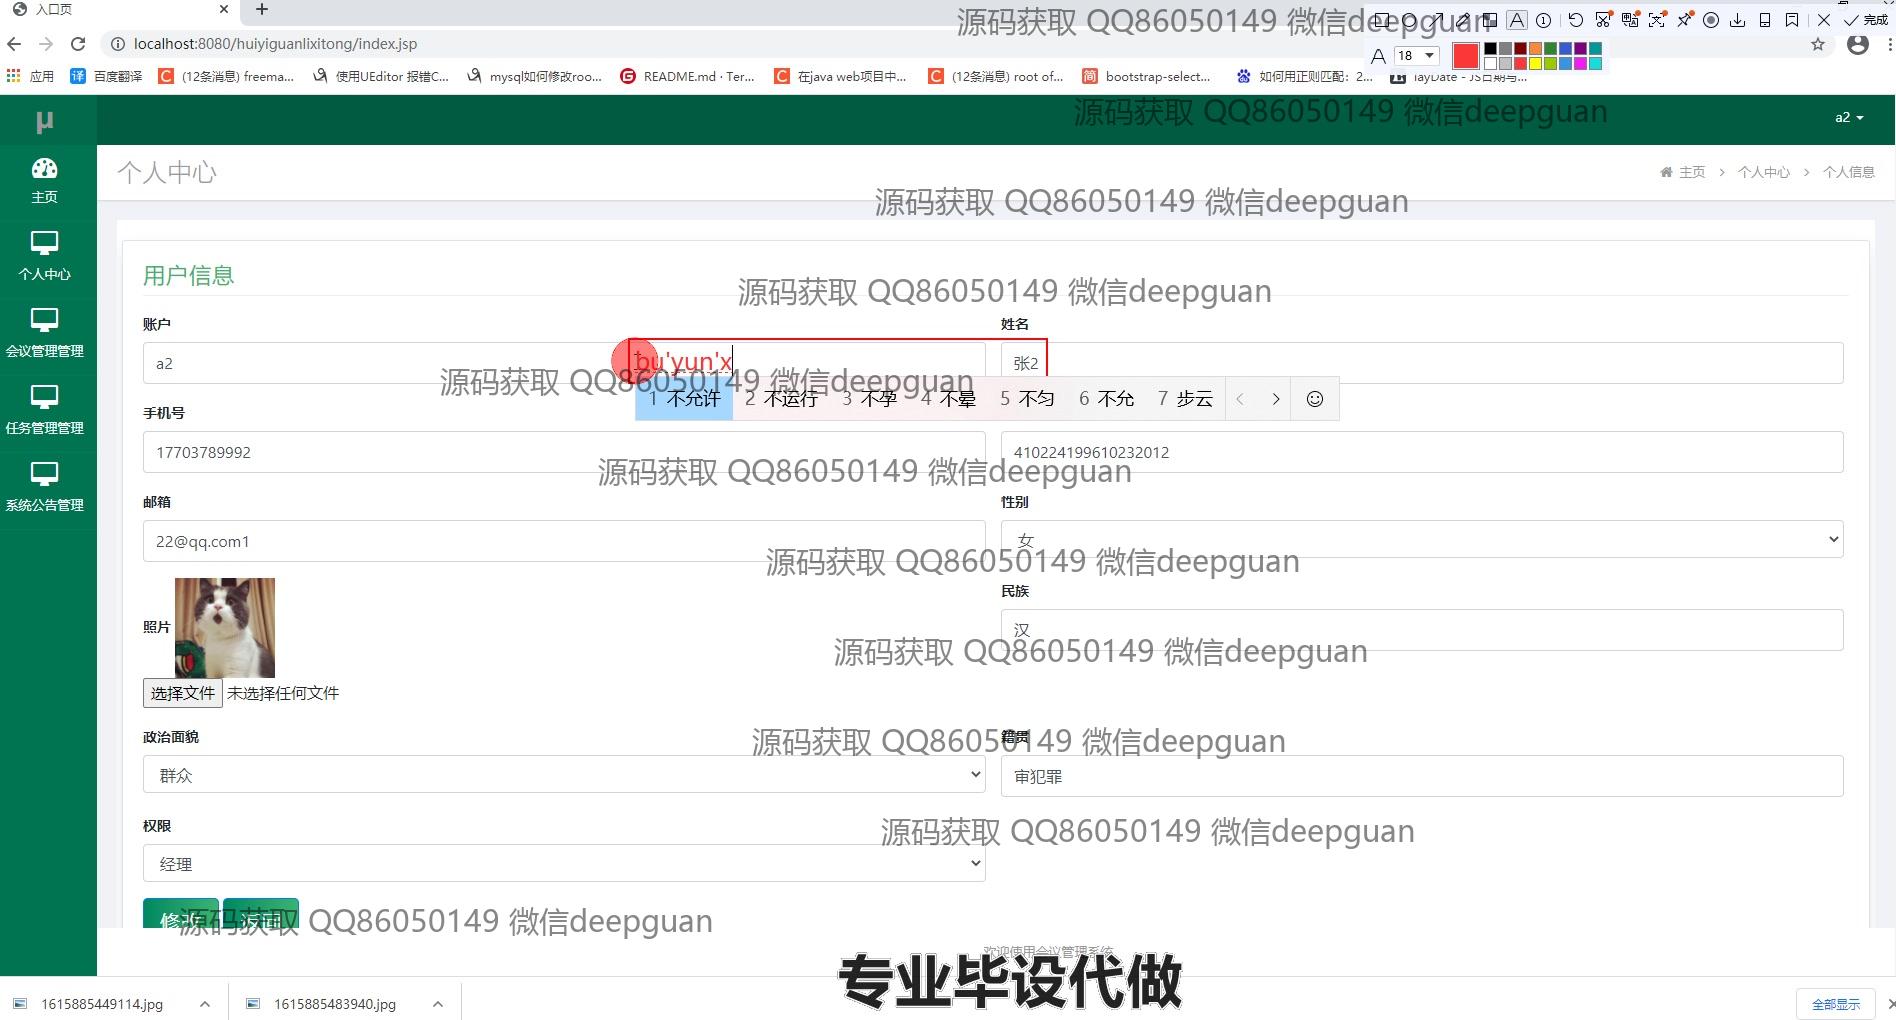 入口页
源码获取 QQ86050149 微信deepguan
完成
localhost:8080/huiyiguanlixitong/index.jsp
A 18
应用 百度翻译 (12条消息) freema... 使用UEditor 报错C... mysql如何修改roo... README.md · Ter... 在java web项目中... (12条消息) root of... bootstrap-select... 如何用正则匹配：2... layDate - JS日期与...
源码获取 QQ86050149 微信deepguan
μ
a2
主页
个人中心
会议管理管理
任务管理管理
系统公告管理
个人中心
主页 > 个人中心 > 个人信息
源码获取 QQ86050149 微信deepguan
用户信息
源码获取 QQ86050149 微信deepguan
账户 姓名
a2 bu'yun'x 张2
源码获取 QQ86050149 微信deepguan
1 不允许 2 不运行 3 不孕 4 不晕 5 不匀 6 不允 7 步云
手机号
17703789992 410224199610232012
源码获取 QQ86050149 微信deepguan
邮箱 性别
22@qq.com1 女
源码获取 QQ86050149 微信deepguan
照片 民族
汉
源码获取 QQ86050149 微信deepguan
选择文件 未选择任何文件
政治面貌 籍贯
源码获取 QQ86050149 微信deepguan
群众 审犯罪
权限
源码获取 QQ86050149 微信deepguan
经理
修改 返回
源码获取 QQ86050149 微信deepguan
欢迎使用会议管理系统
专业毕设代做
1615885449114.jpg 1615885483940.jpg 全部显示